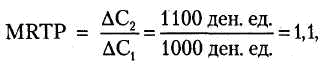 MRTP = ΔC₂/ΔC₁ = 1100 ден. ед./1000 ден. ед. = 1,1,